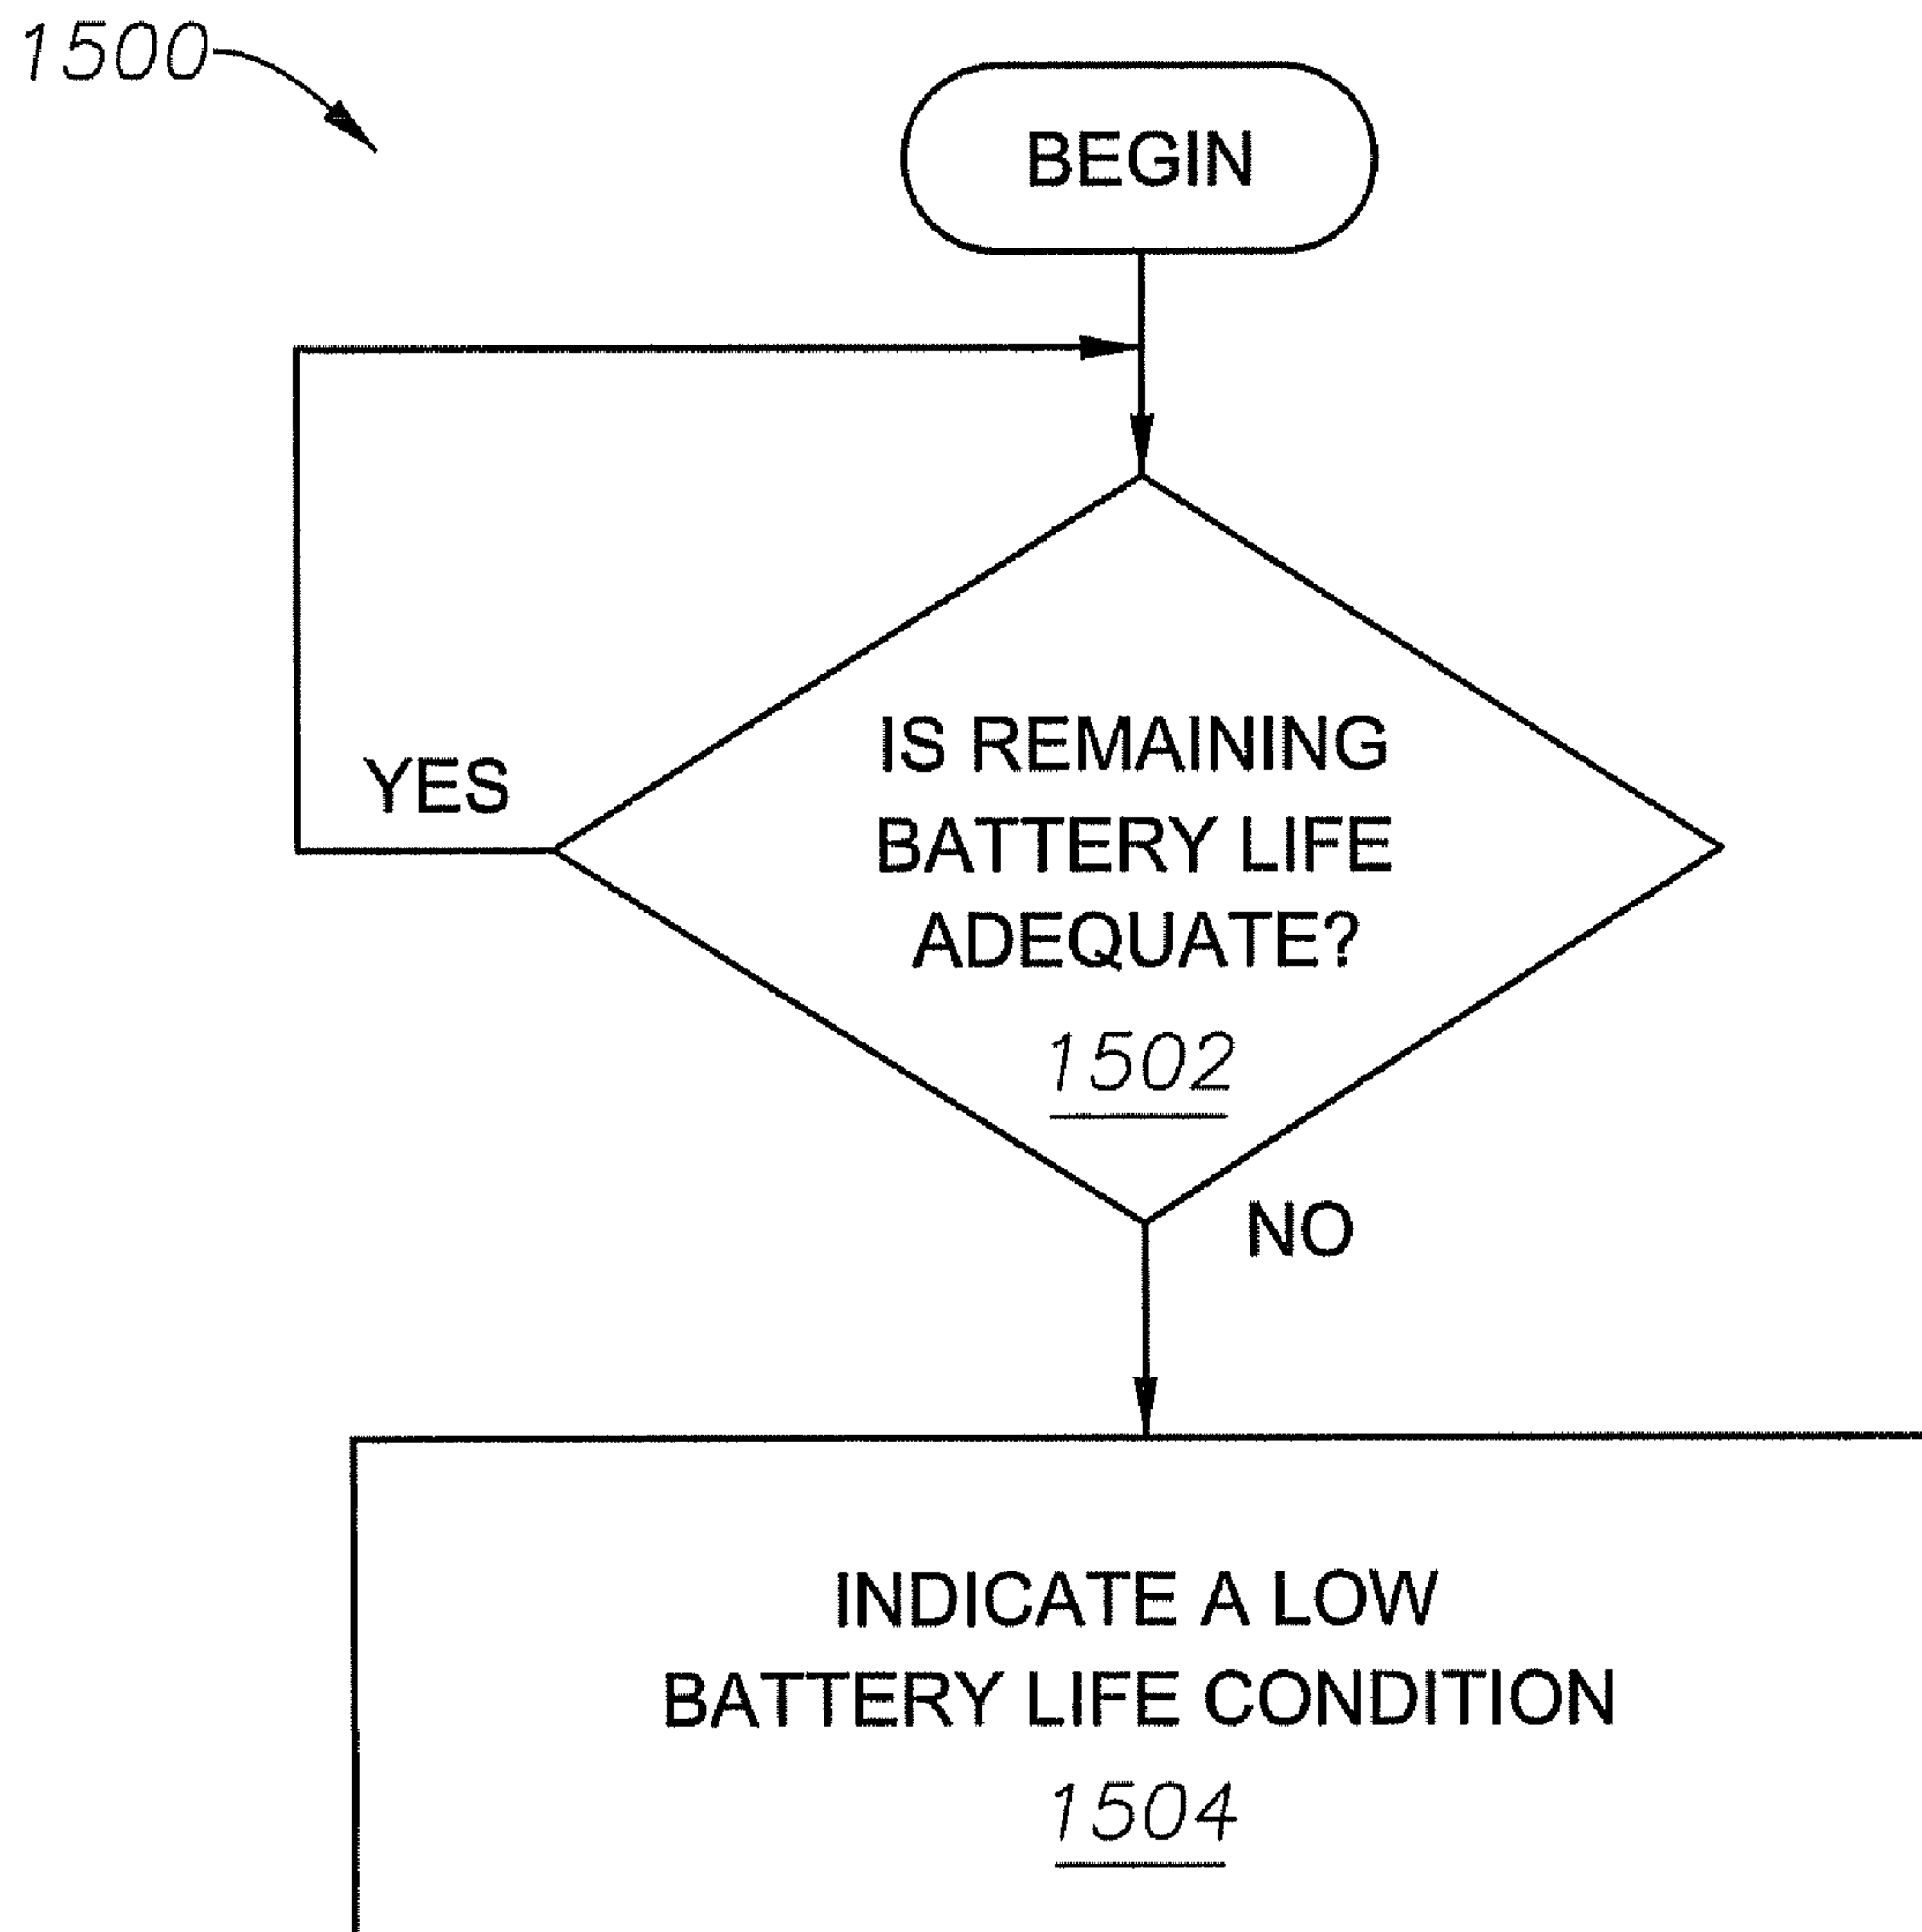 1500
BEGIN
YES
IS REMAINING
BATTERY LIFE
ADEQUATE?
1502
NO
INDICATE A LOW
BATTERY LIFE CONDITION
1504